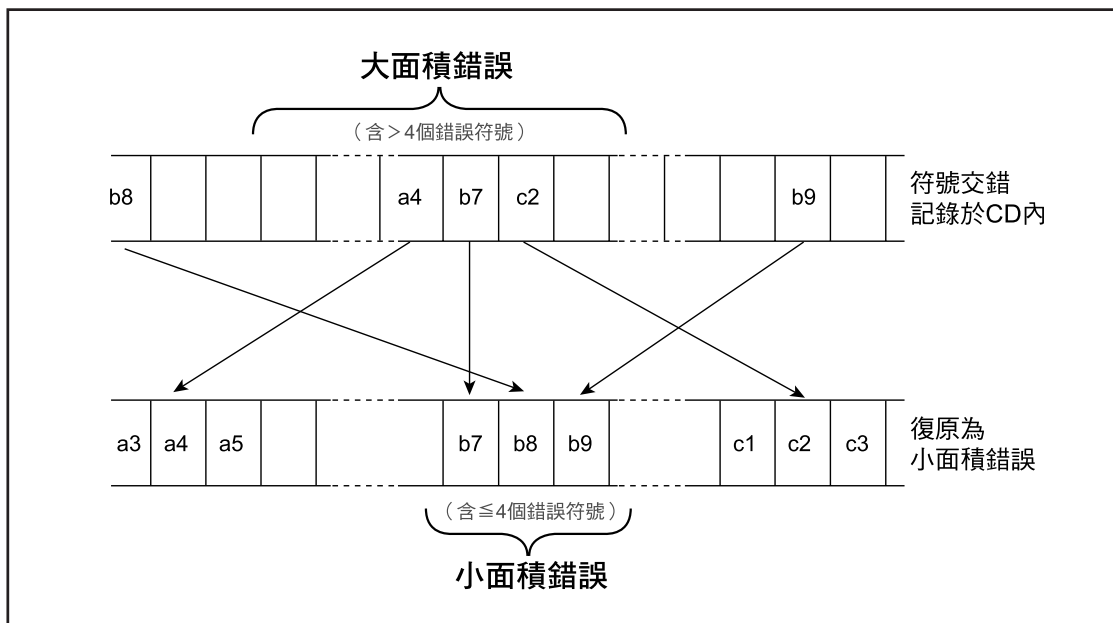 大面積錯誤
（含＞4個錯誤符號）
b8 a4 b7 c2 b9
符號交錯
記錄於CD內
a3 a4 a5 b7 b8 b9 c1 c2 c3
復原為
小面積錯誤
（含≦4個錯誤符號）
小面積錯誤